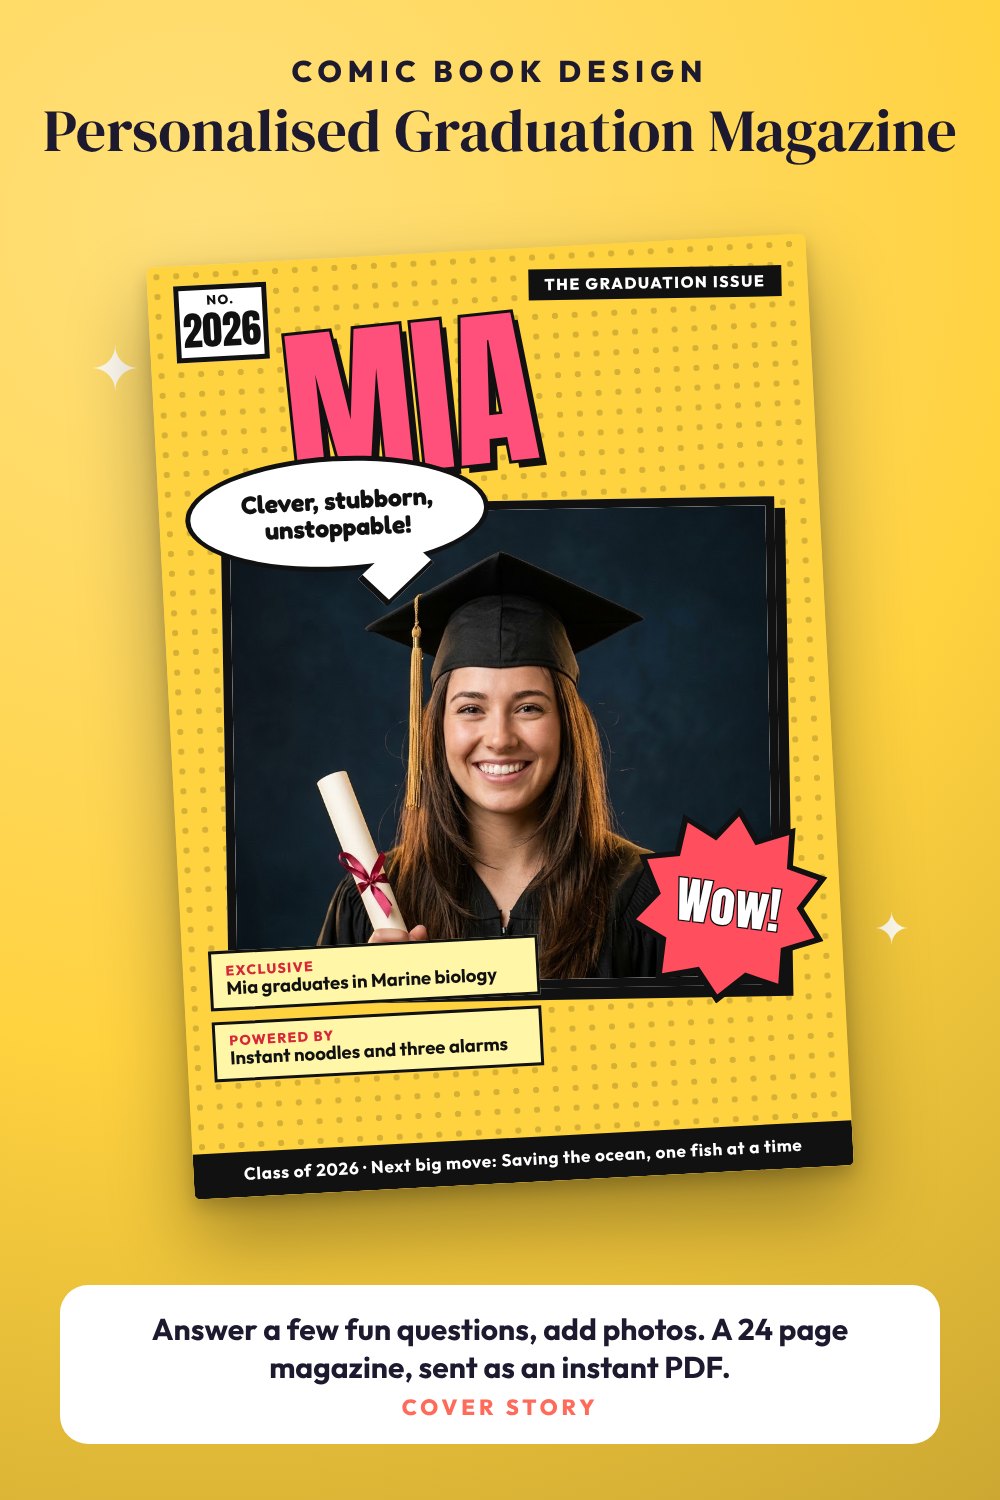 COMIC BOOK DESIGN
Personalised Graduation Magazine
NO.
2026
THE GRADUATION ISSUE
MIA
Clever, stubborn,
unstoppable!
Wow!
EXCLUSIVE
Mia graduates in Marine biology
POWERED BY
Instant noodles and three alarms
Class of 2026 · Next big move: Saving the ocean, one fish at a time
Answer a few fun questions, add photos. A 24 page
magazine, sent as an instant PDF.
COVER STORY